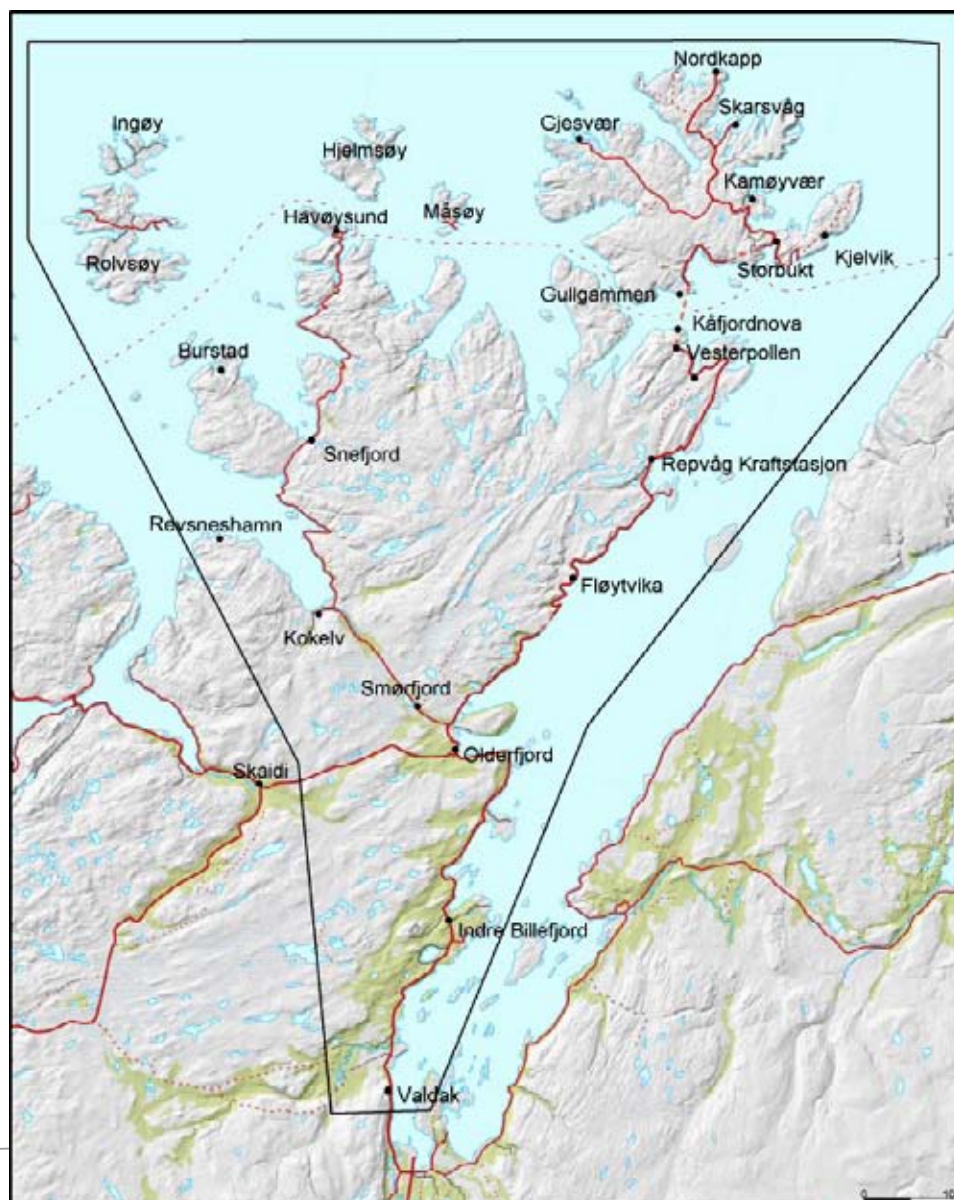 Nordkapp
Skarsvåg
Gjesvær
Ingøy
Hjelmsøy
Kamøyvær
Måsøy
Havøysund
Storbukt
Kjelvik
Rolvsøy
Gullgammen
Kåfjordnova
Burstad
Vesterpollen
Snefjord
Repvåg Kraftstasjon
Revsneshamn
Fløytvika
Kokelv
Smørfjord
Olderfjord
Skaidi
Indre Billefjord
Valdak
0